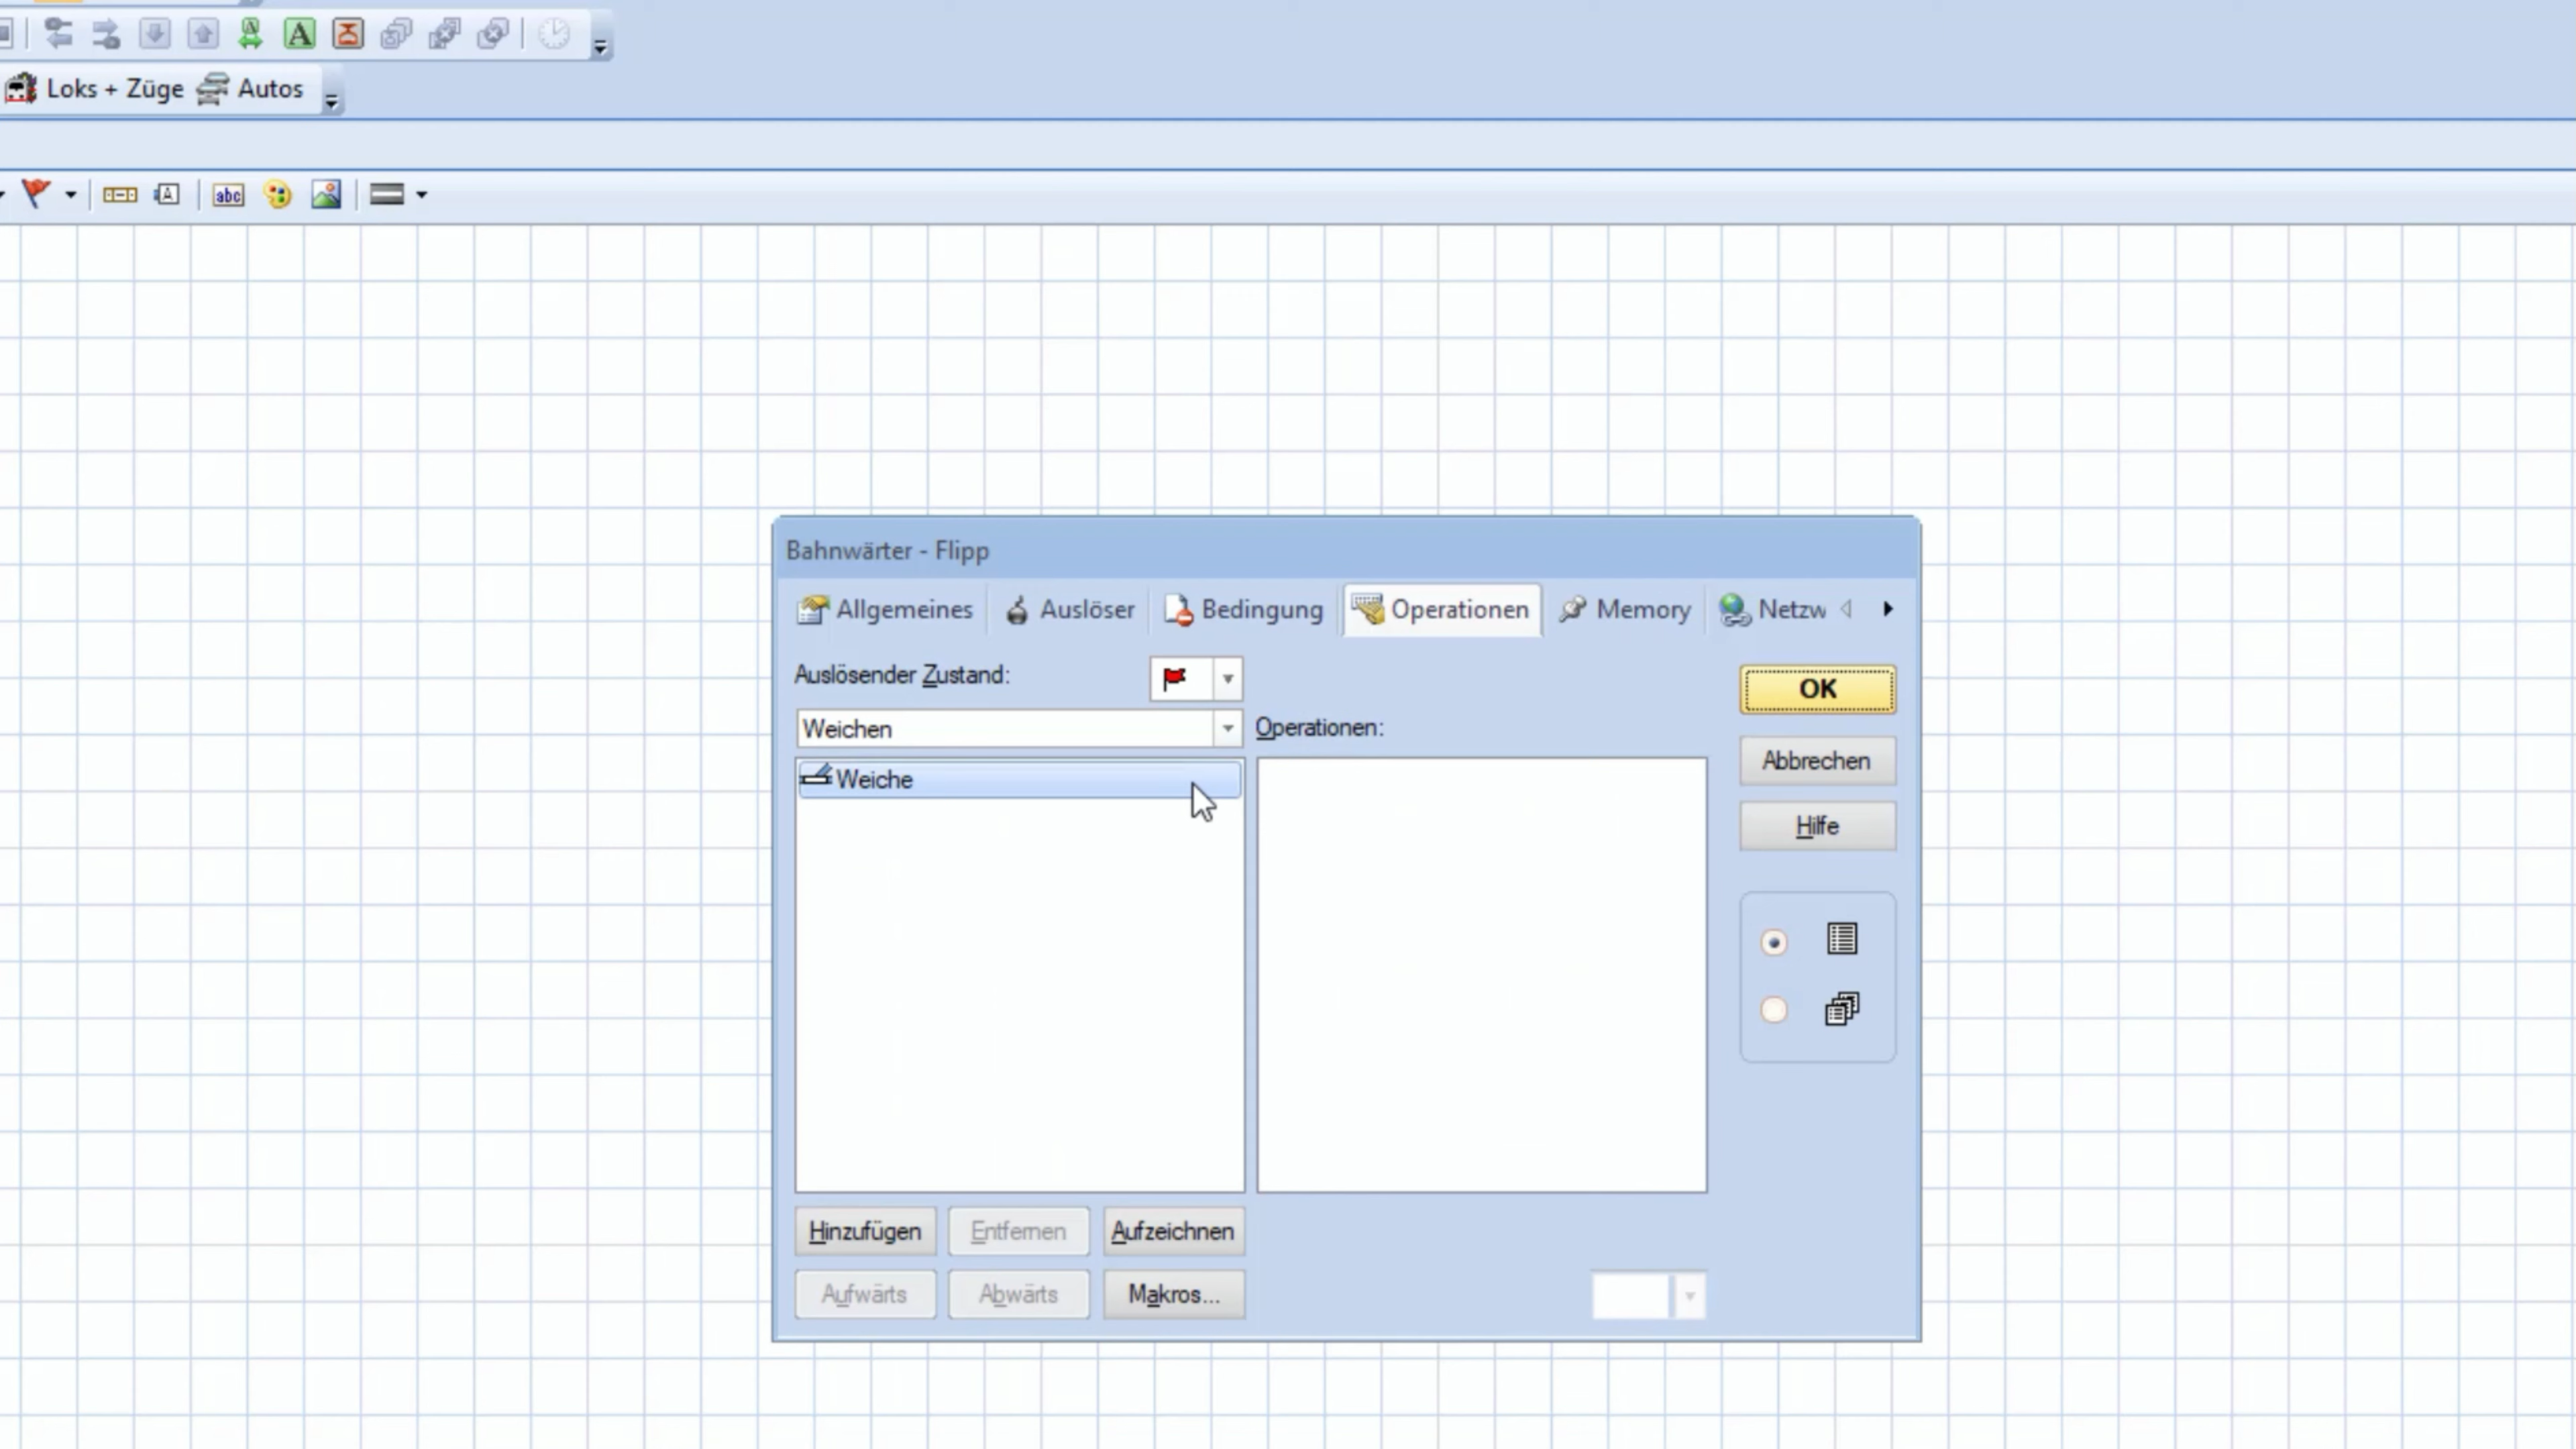 Loks + Züge Autos
abc
Bahnwärter - Flipp
Allgemeines Auslöser Bedingung Operationen Memory Netzw
Auslösender Zustand:
Weichen Operationen:
Weiche
OK
Abbrechen
Hilfe
Hinzufügen Entfernen Aufzeichnen
Aufwärts Abwärts Makros...